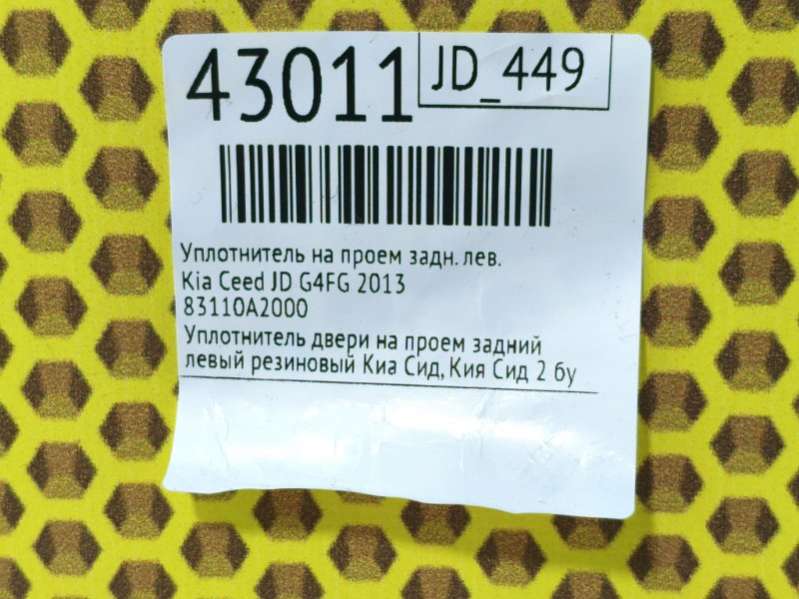 43011
JD_449
Уплотнитель на проем задн. лев.
Kia Ceed JD G4FG 2013
83110A2000
Уплотнитель двери на проем задний
левый резиновый Киа Сид, Кия Сид 2 бу